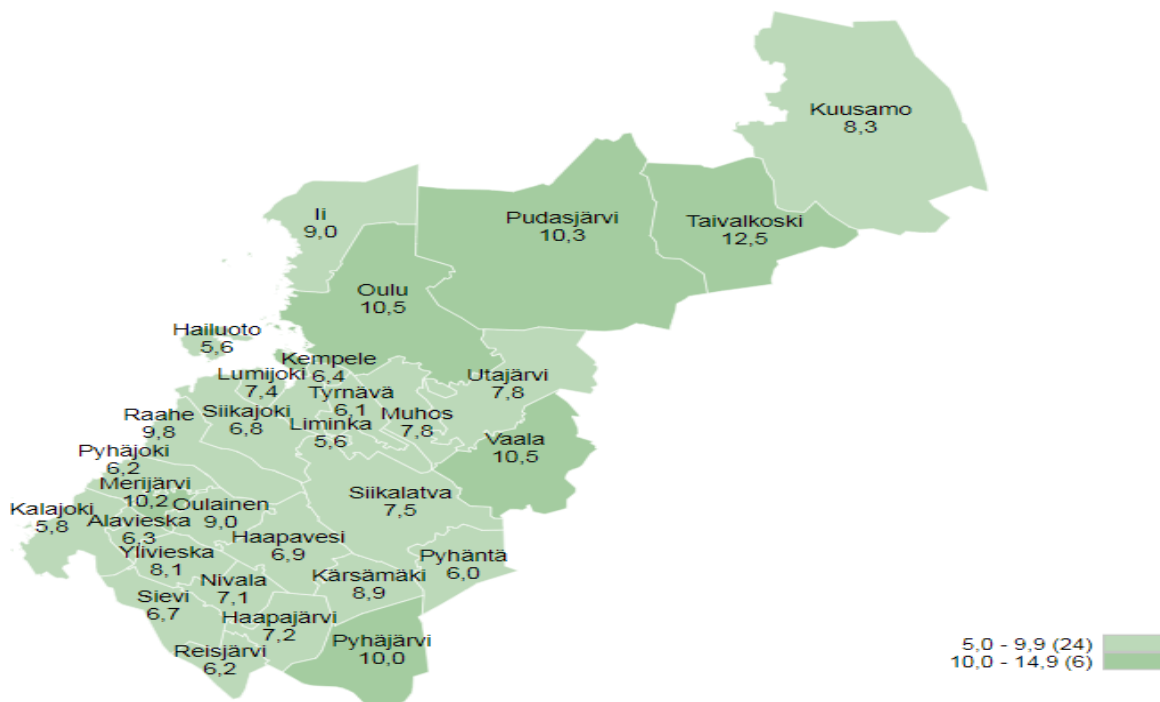 Kuusamo
8,3
Ii
9,0
Pudasjärvi
10,3
Taivalkoski
12,5
Oulu
10,5
Hailuoto
5,6
Kempele
6,4
Lumijoki
7,4
Utajärvi
7,8
Tyrnävä
6,1
Raahe
9,8
Siikajoki
6,8
Liminka
5,6
Muhos
7,8
Vaala
10,5
Pyhäjoki
6,2
Merijärvi
10,2
Siikalatva
7,5
Kalajoki
5,8
Oulainen
9,0
Alavieska
6,3
Haapavesi
6,9
Ylivieska
8,1
Pyhäntä
6,0
Nivala
7,1
Kärsämäki
8,9
Sievi
6,7
Haapajärvi
7,2
Pyhäjärvi
10,0
Reisjärvi
6,2
5,0 - 9,9 (24)
10,0 - 14,9 (6)